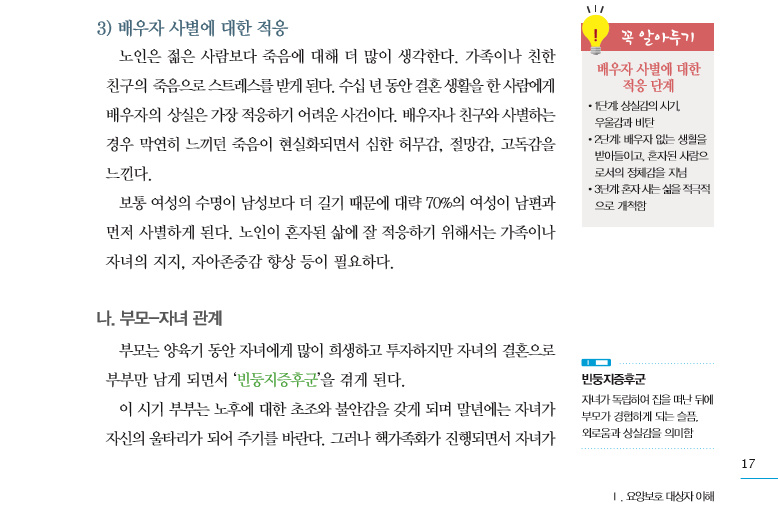 3) 배우자 사별에 대한 적응
노인은 젊은 사람보다 죽음에 대해 더 많이 생각한다. 가족이나 친한
친구의 죽음으로 스트레스를 받게 된다. 수십 년 동안 결혼 생활을 한 사람에게
배우자의 상실은 가장 적응하기 어려운 사건이다. 배우자나 친구와 사별하는
경우 막연히 느끼던 죽음이 현실화되면서 심한 허무감, 절망감, 고독감을
느낀다.
보통 여성의 수명이 남성보다 더 길기 때문에 대략 70%의 여성이 남편과
먼저 사별하게 된다. 노인이 혼자된 삶에 잘 적응하기 위해서는 가족이나
자녀의 지지, 자아존중감 향상 등이 필요하다.
나. 부모-자녀 관계
부모는 양육기 동안 자녀에게 많이 희생하고 투자하지만 자녀의 결혼으로
부부만 남게 되면서 ‘빈둥지증후군’을 겪게 된다.
이 시기 부부는 노후에 대한 초조와 불안감을 갖게 되며 말년에는 자녀가
자신의 울타리가 되어 주기를 바란다. 그러나 핵가족화가 진행되면서 자녀가
!
꼭 알아두기
배우자 사별에 대한
적응 단계
• 1단계: 상실감의 시기,
우울감과 비탄
• 2단계: 배우자 없는 생활을
받아들이고, 혼자된 사람으
로서의 정체감을 지님
• 3단계: 혼자 사는 삶을 적극적
으로 개척함
빈둥지증후군
자녀가 독립하여 집을 떠난 뒤에
부모가 경험하게 되는 슬픔,
외로움과 상실감을 의미함
17
Ⅰ. 요양보호 대상자 이해